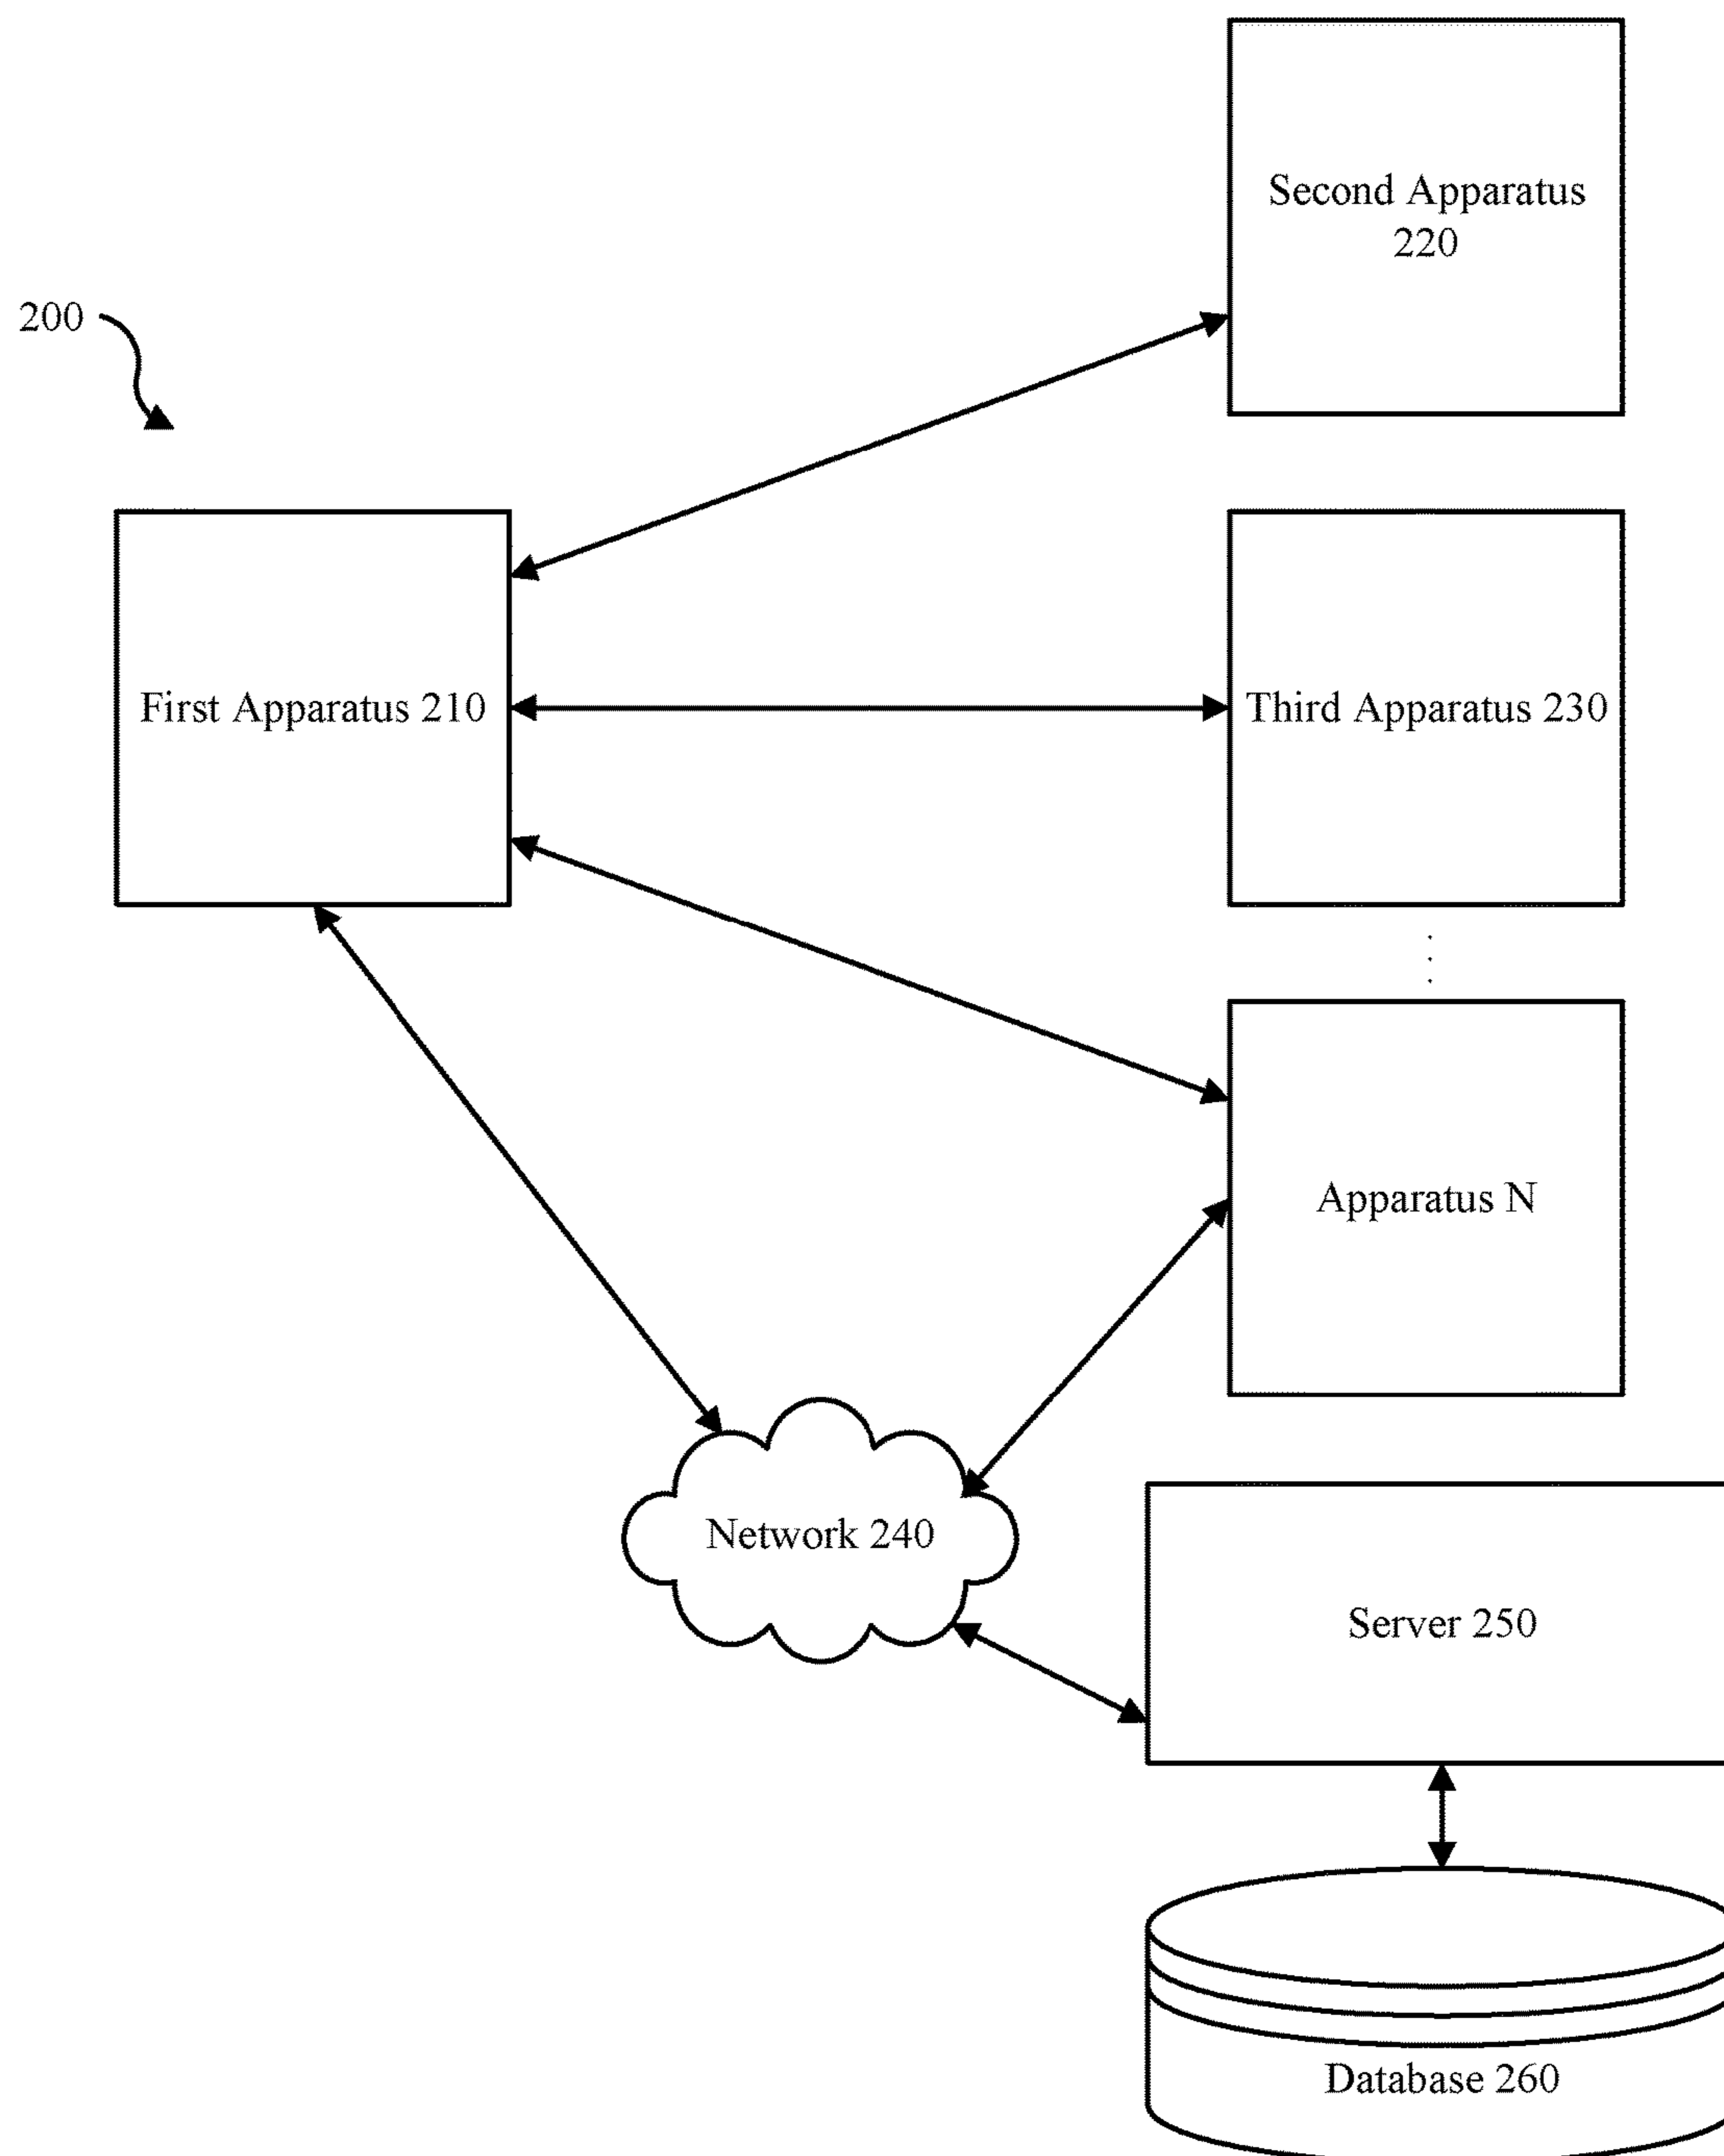 Second Apparatus
220
200
First Apparatus 210
Third Apparatus 230
Apparatus N
Network 240
Server 250
Database 260